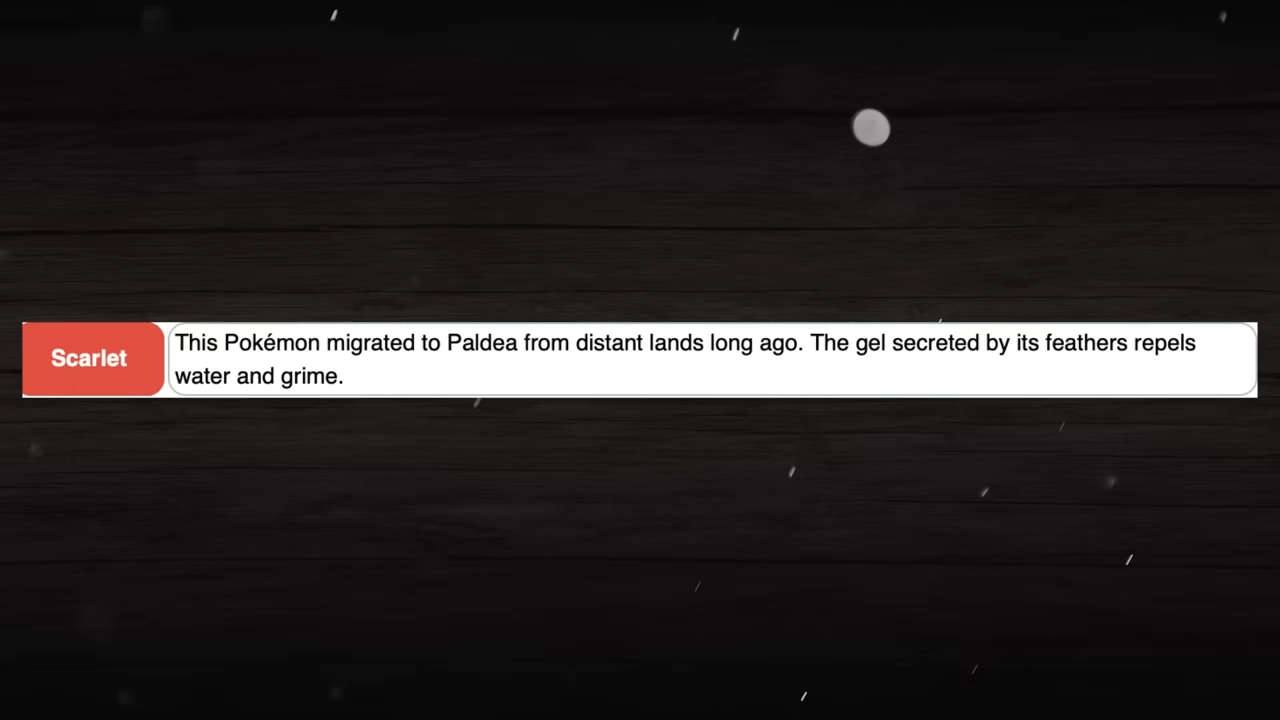 Scarlet
This Pokémon migrated to Paldea from distant lands long ago. The gel secreted by its feathers repels
water and grime.